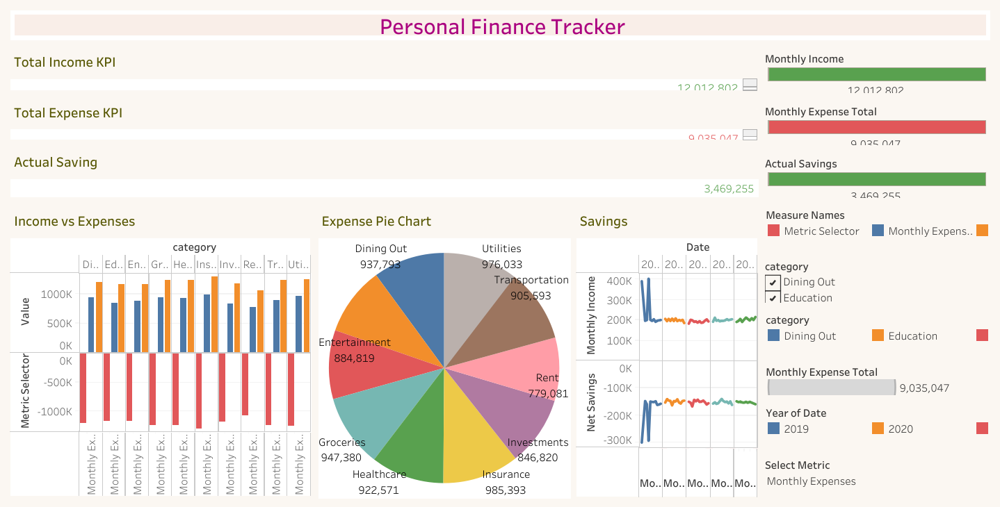 Personal Finance Tracker
Total Income KPI
12,012,802
Total Expense KPI
9,035,047
Actual Saving
3,469,255
Monthly Income
12,012,802
Monthly Expense Total
9,035,047
Actual Savings
3,469,255
Income vs Expenses
category
Di.. Ed.. En.. Gr.. He.. Ins.. Inv.. Re.. Tr.. Uti..
Value
1000K
500K
0K
Metric Selector
0K
-500K
-1000K
Monthly Ex.. Monthly Ex.. Monthly Ex.. Monthly Ex.. Monthly Ex.. Monthly Ex.. Monthly Ex.. Monthly Ex.. Monthly Ex.. Monthly Ex..
Expense Pie Chart
Dining Out
937,793
Utilities
976,033
Transportation
905,593
Entertainment
884,819
Rent
779,081
Groceries
947,380
Investments
846,820
Healthcare
922,571
Insurance
985,393
Savings
Date
20.. 20.. 20.. 20.. 20..
Monthly Income
400K
300K
200K
100K
Net Savings
0K
-100K
-200K
-300K
Mo.. Mo.. Mo.. Mo.. Mo..
Measure Names
Metric Selector Monthly Expens..
category
Dining Out
Education
category
Dining Out Education
Monthly Expense Total
9,035,047
Year of Date
2019 2020
Select Metric
Monthly Expenses